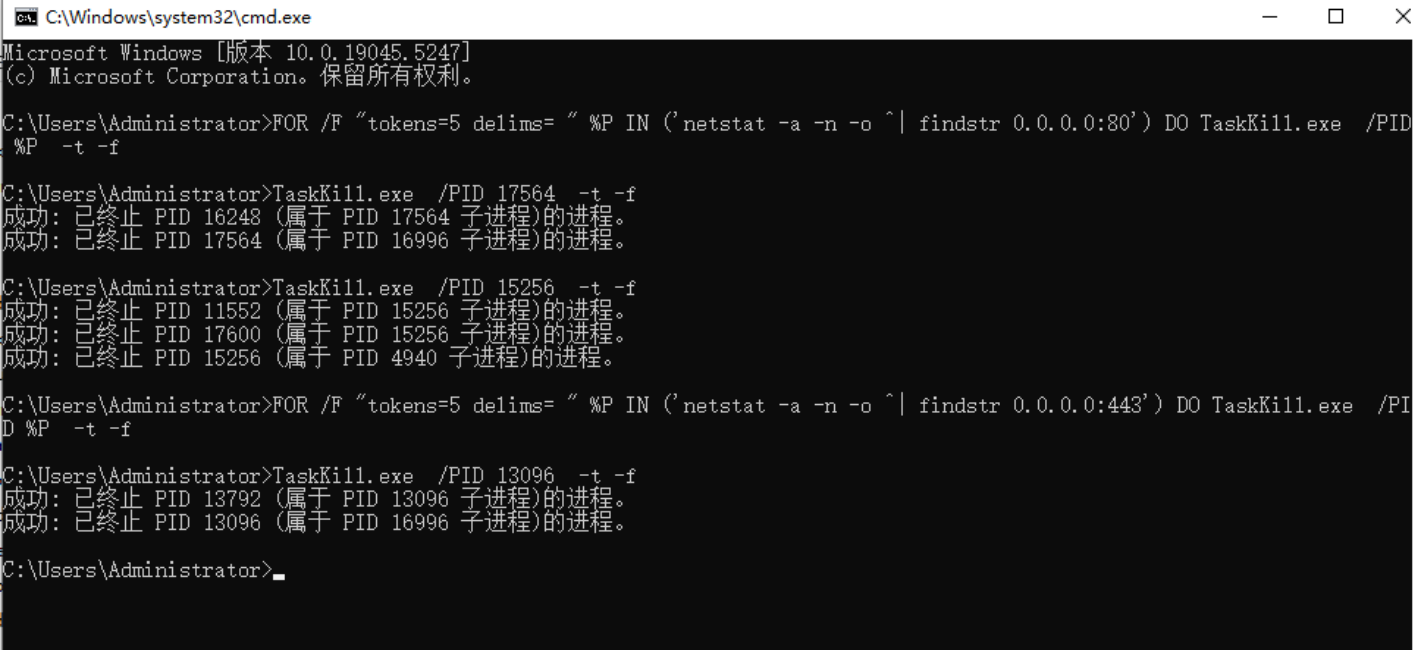 C:\Windows\system32\cmd.exe
Microsoft Windows [版本 10.0.19045.5247]
(c) Microsoft Corporation。保留所有权利。
C:\Users\Administrator>FOR /F "tokens=5 delims= " %P IN ('netstat -a -n -o ^| findstr 0.0.0.0:80') DO TaskKill.exe  /PID
 %P  -t -f
C:\Users\Administrator>TaskKill.exe  /PID 17564  -t -f
成功: 已终止 PID 16248 (属于 PID 17564 子进程)的进程。
成功: 已终止 PID 17564 (属于 PID 16996 子进程)的进程。
C:\Users\Administrator>TaskKill.exe  /PID 15256  -t -f
成功: 已终止 PID 11552 (属于 PID 15256 子进程)的进程。
成功: 已终止 PID 17600 (属于 PID 15256 子进程)的进程。
成功: 已终止 PID 15256 (属于 PID 4940 子进程)的进程。
C:\Users\Administrator>FOR /F "tokens=5 delims= " %P IN ('netstat -a -n -o ^| findstr 0.0.0.0:443') DO TaskKill.exe  /PI
D %P  -t -f
C:\Users\Administrator>TaskKill.exe  /PID 13096  -t -f
成功: 已终止 PID 13792 (属于 PID 13096 子进程)的进程。
成功: 已终止 PID 13096 (属于 PID 16996 子进程)的进程。
C:\Users\Administrator>